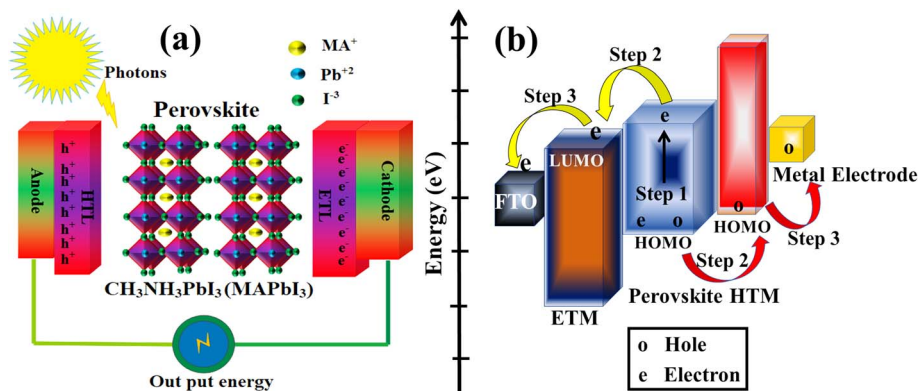 (a)
Photons
MA⁺
Pb⁺²
I⁻³
Perovskite
Anode
h⁺
h⁺
h⁺
h⁺
h⁺
h⁺
h⁺
h⁺
HTL
ETL
e⁻
e⁻
e⁻
e⁻
e⁻
e⁻
e⁻
e⁻
Cathode
CH₃NH₃PbI₃ (MAPbI₃)
Out put energy
(b)
Energy (eV)
Step 2
Step 3
e
e
e
LUMO
FTO
Step 1
e o
HOMO
o
HOMO
o
Metal Electrode
Step 2
Step 3
Perovskite HTM
ETM
o Hole
e Electron